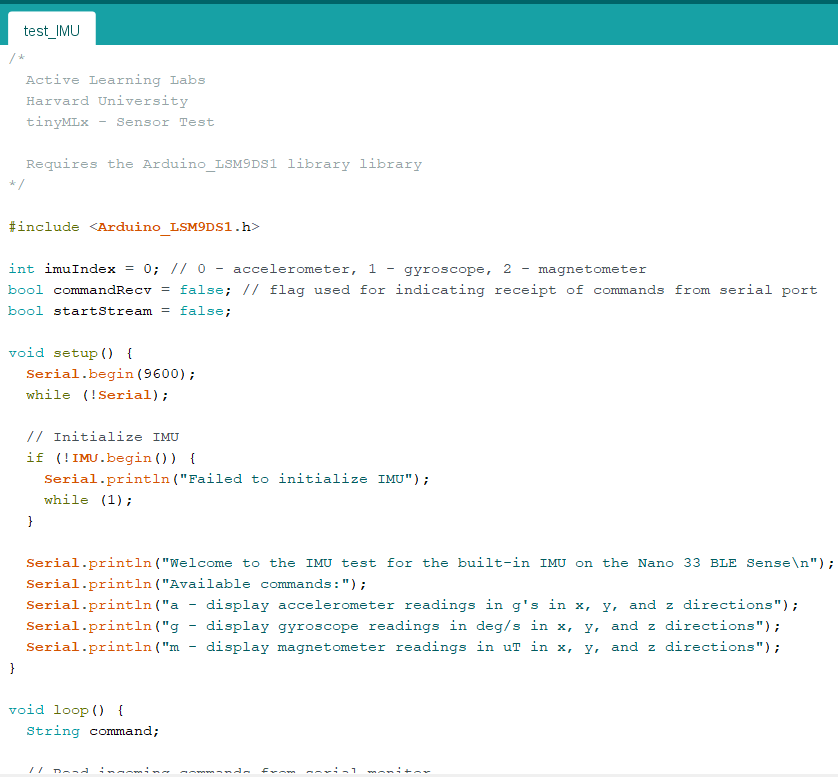 test_IMU
/*
  Active Learning Labs
  Harvard University
  tinyMLx - Sensor Test

  Requires the Arduino_LSM9DS1 library library
*/

#include <Arduino_LSM9DS1.h>

int imuIndex = 0; // 0 - accelerometer, 1 - gyroscope, 2 - magnetometer
bool commandRecv = false; // flag used for indicating receipt of commands from serial port
bool startStream = false;

void setup() {
  Serial.begin(9600);
  while (!Serial);

  // Initialize IMU
  if (!IMU.begin()) {
    Serial.println("Failed to initialize IMU");
    while (1);
  }

  Serial.println("Welcome to the IMU test for the built-in IMU on the Nano 33 BLE Sense\n");
  Serial.println("Available commands:");
  Serial.println("a - display accelerometer readings in g's in x, y, and z directions");
  Serial.println("g - display gyroscope readings in deg/s in x, y, and z directions");
  Serial.println("m - display magnetometer readings in uT in x, y, and z directions");
}

void loop() {
  String command;

  // Read incoming commands from serial monitor